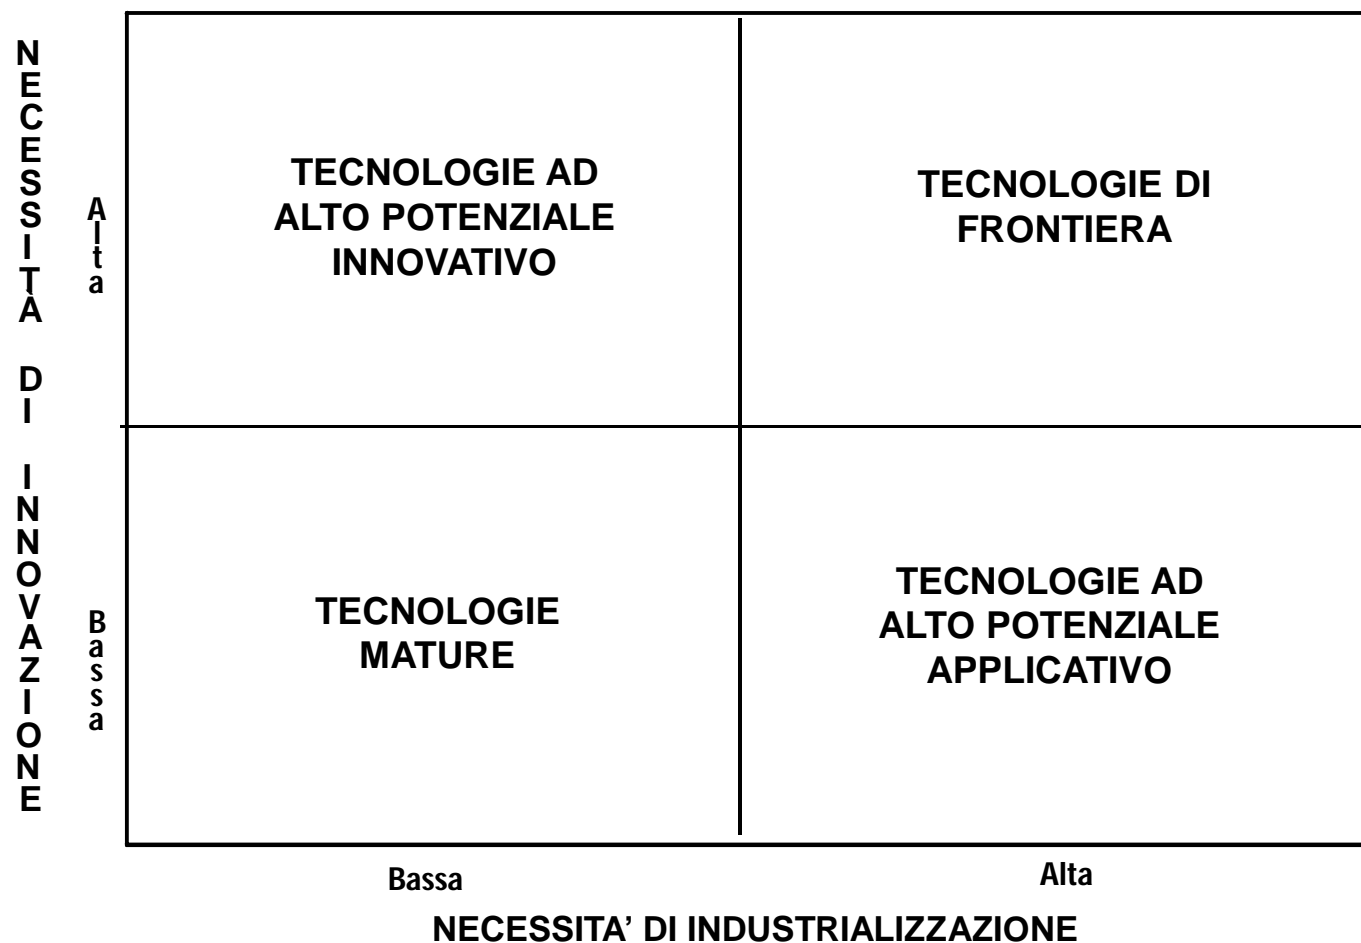 NECESSITÀ DI INNOVAZIONE
Alta
TECNOLOGIE AD
ALTO POTENZIALE
INNOVATIVO
TECNOLOGIE DI
FRONTIERA
Bassa
TECNOLOGIE
MATURE
TECNOLOGIE AD
ALTO POTENZIALE
APPLICATIVO
Bassa
Alta
NECESSITA’ DI INDUSTRIALIZZAZIONE